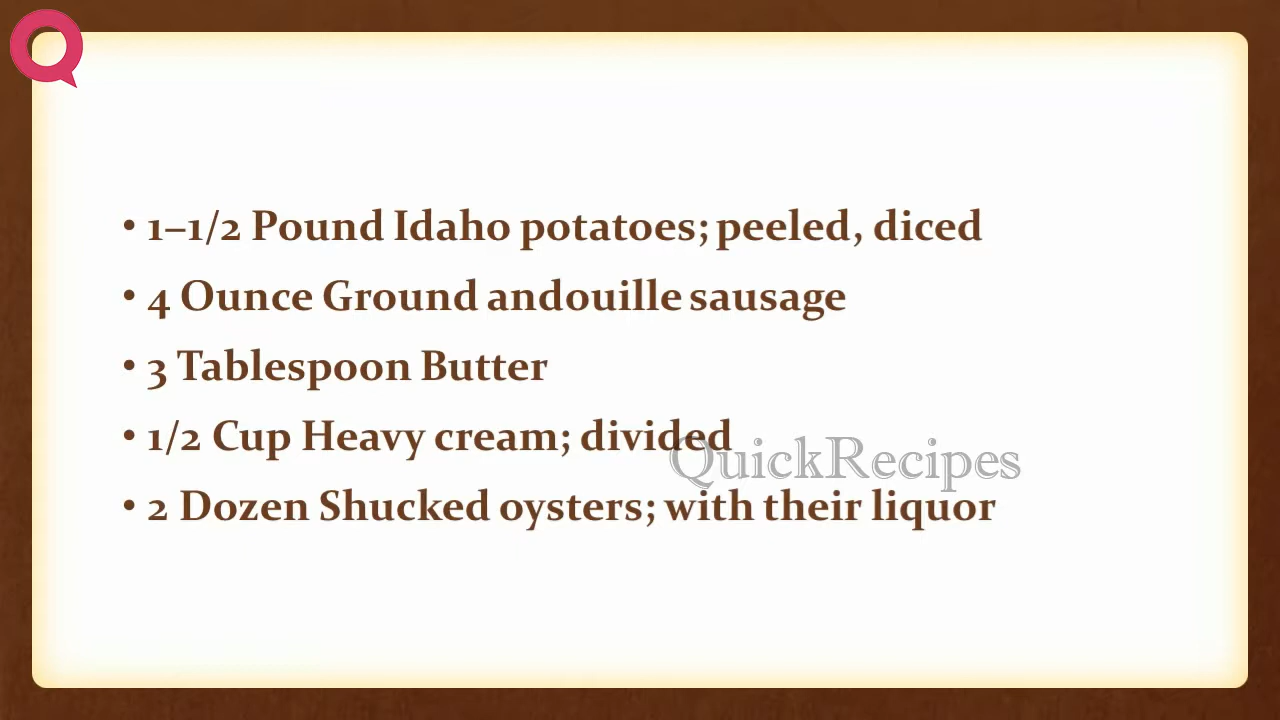 • 1–1/2 Pound Idaho potatoes; peeled, diced
• 4 Ounce Ground andouille sausage
• 3 Tablespoon Butter
• 1/2 Cup Heavy cream; divided
QuickRecipes
• 2 Dozen Shucked oysters; with their liquor